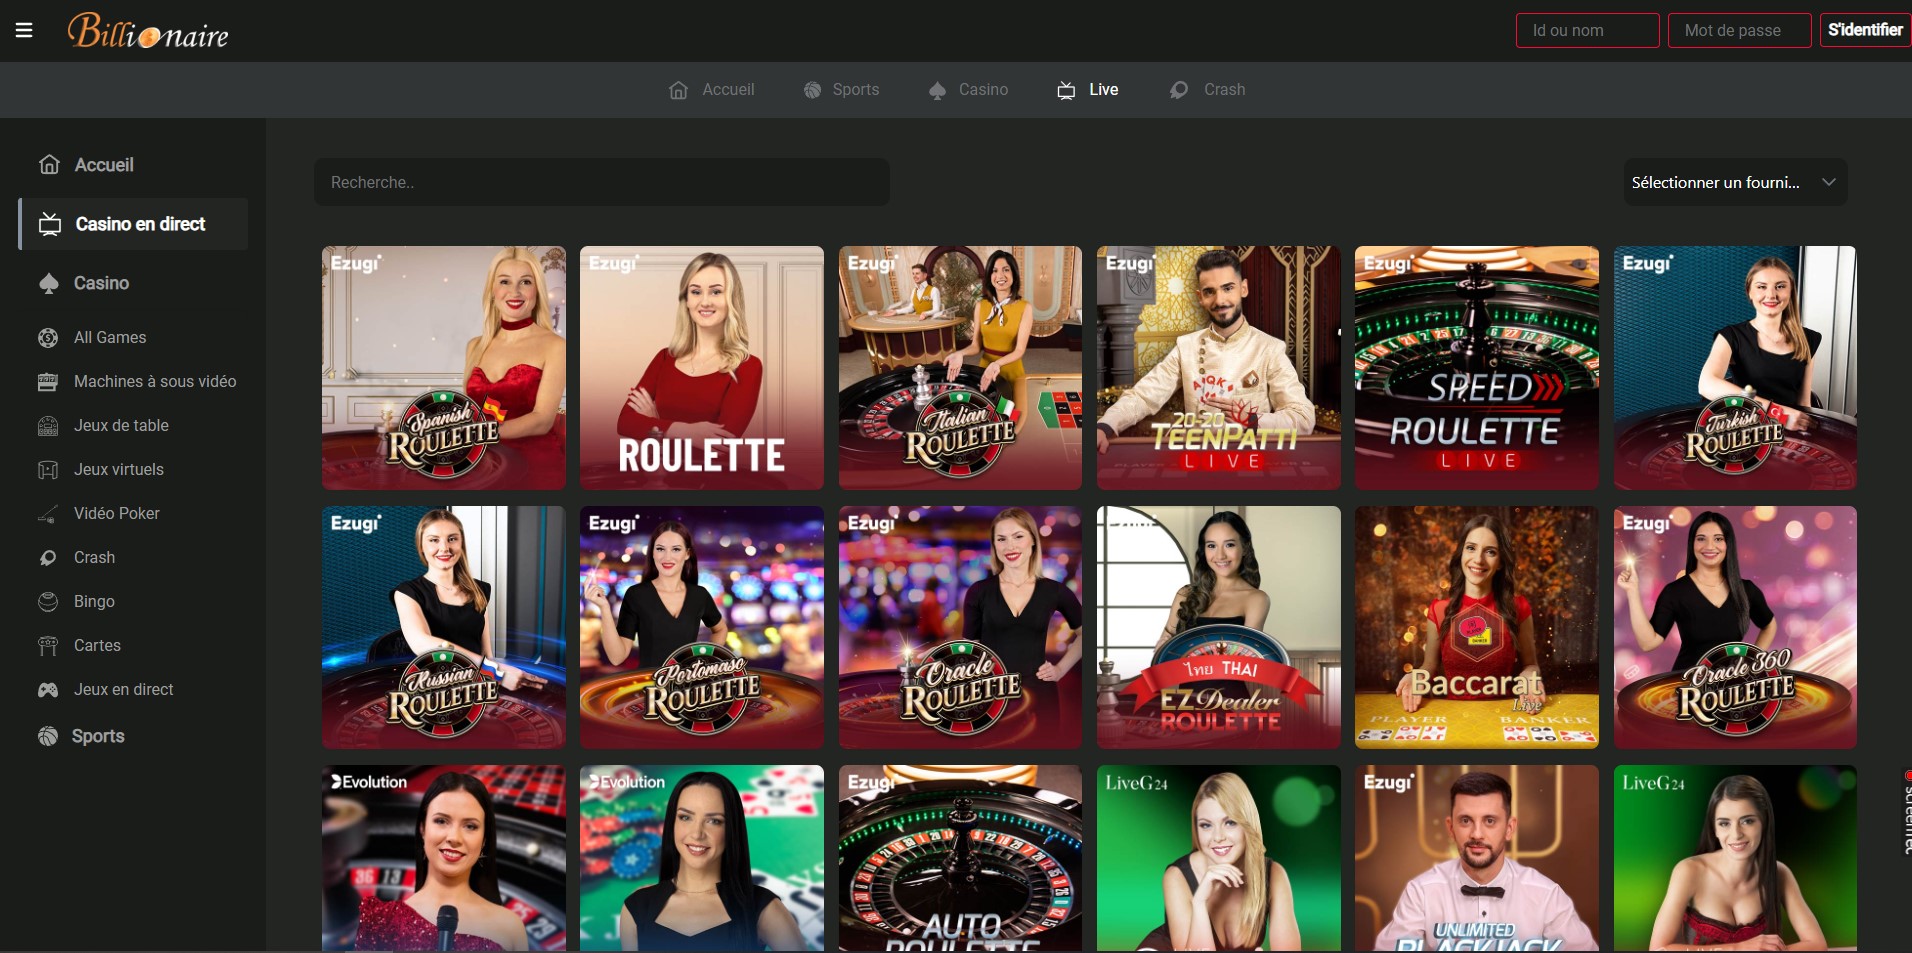 Billionaire
Id ou nom
Mot de passe
S'identifier
Accueil
Sports
Casino
Live
Crash
Accueil
Casino en direct
Casino
All Games
Machines à sous vidéo
Jeux de table
Jeux virtuels
Vidéo Poker
Crash
Bingo
Cartes
Jeux en direct
Sports
Recherche..
Sélectionner un fourni...
Ezugi
Spanish
ROULETTE
Ezugi
ROULETTE
Ezugi
Italian
ROULETTE
Ezugi
20-20
TEENPATTI
LIVE
Ezugi
SPEED
ROULETTE
LIVE
Ezugi
Turkish
ROULETTE
Ezugi
Russian
ROULETTE
Ezugi
Portomaso
ROULETTE
Ezugi
Oracle
ROULETTE
Ezugi
ไทย THAI
EZ Dealer
ROULETTE
Baccarat
Live
PLAYER
BANKER
Ezugi
Oracle 360
ROULETTE
Evolution
Evolution
Ezugi
AUTO
ROULETTE
LiveG24
Ezugi
UNLIMITED
BLACKJACK
LiveG24
screenrec